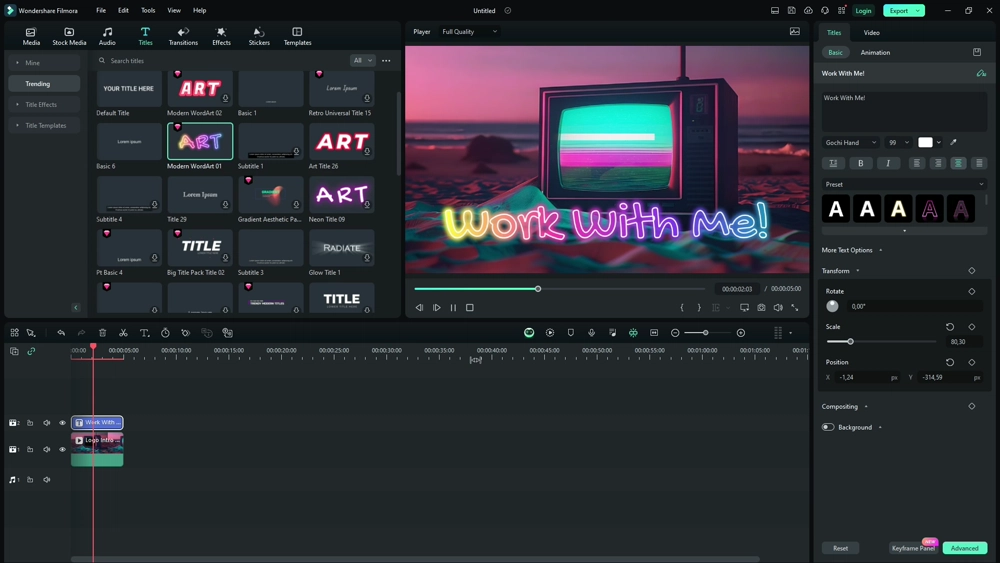 Wondershare Filmora
File
Edit
Tools
View
Help
Untitled
Login
Export
Media
Stock Media
Audio
Titles
Transitions
Effects
Stickers
Templates
Player
Full Quality
Titles
Video
Mine
Trending
Title Effects
Title Templates
Search titles
All
Basic
Animation
YOUR TITLE HERE
ART
Lorem Ipsum
Default Title
Modern WordArt 02
Basic 1
Retro Universal Title 15
Lorem ipsum
ART
ART
Basic 6
Modern WordArt 01
Subtitle 1
Art Title 26
Lorem Ipsum
ART
Subtitle 4
Title 29
Gradient Aesthetic Pa...
Neon Title 09
Lorem ipsum
TITLE
RADIATE
Pt Basic 4
Big Title Pack Title 02
Subtitle 3
Glow Title 1
TRENDY MODERN TITLES
TITLE
Work With Me!
00:00:02:03 / 00:00:05:00
Work With Me!
Work With Me!
Gochi Hand
99
B
I
Preset
A
A
A
A
A
More Text Options
Transform
Rotate
0,00°
Scale
80,30
Position
X
-1,24
px
Y
-314,59
px
Compositing
Background
Reset
Keyframe Panel
NEW
Advanced
:00:00
00:00:05:00
00:00:10:00
00:00:15:00
00:00:20:00
00:00:25:00
00:00:30:00
00:00:35:00
00:00:40:00
00:00:45:00
00:00:50:00
00:00:55:00
00:01:00:00
00:01:05:00
00:01:
2
Work With ...
Logo Intro ...
1
1